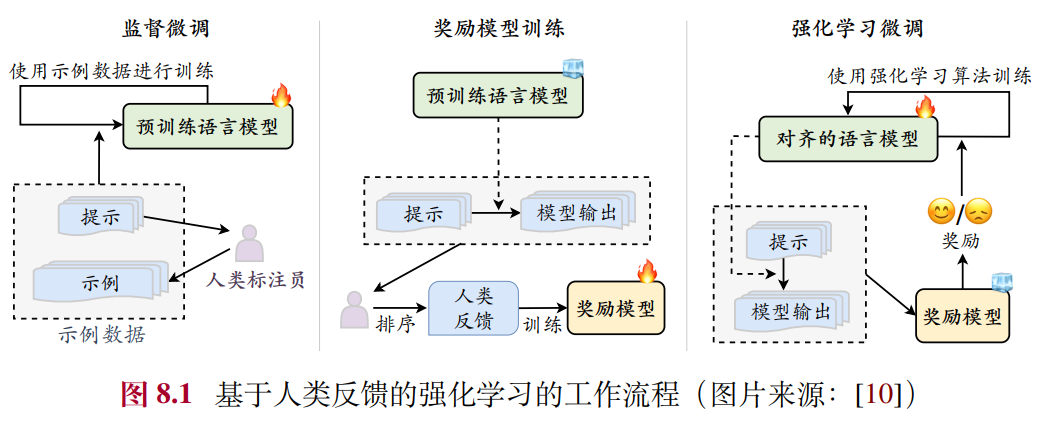 监督微调
使用示例数据进行训练
预训练语言模型
提示
示例
人类标注员
示例数据
奖励模型训练
预训练语言模型
提示
模型输出
排序
人类
反馈
训练
奖励模型
强化学习微调
使用强化学习算法训练
对齐的语言模型
/
奖励
提示
模型输出
奖励模型
图 8.1 基于人类反馈的强化学习的工作流程(图片来源:[10])